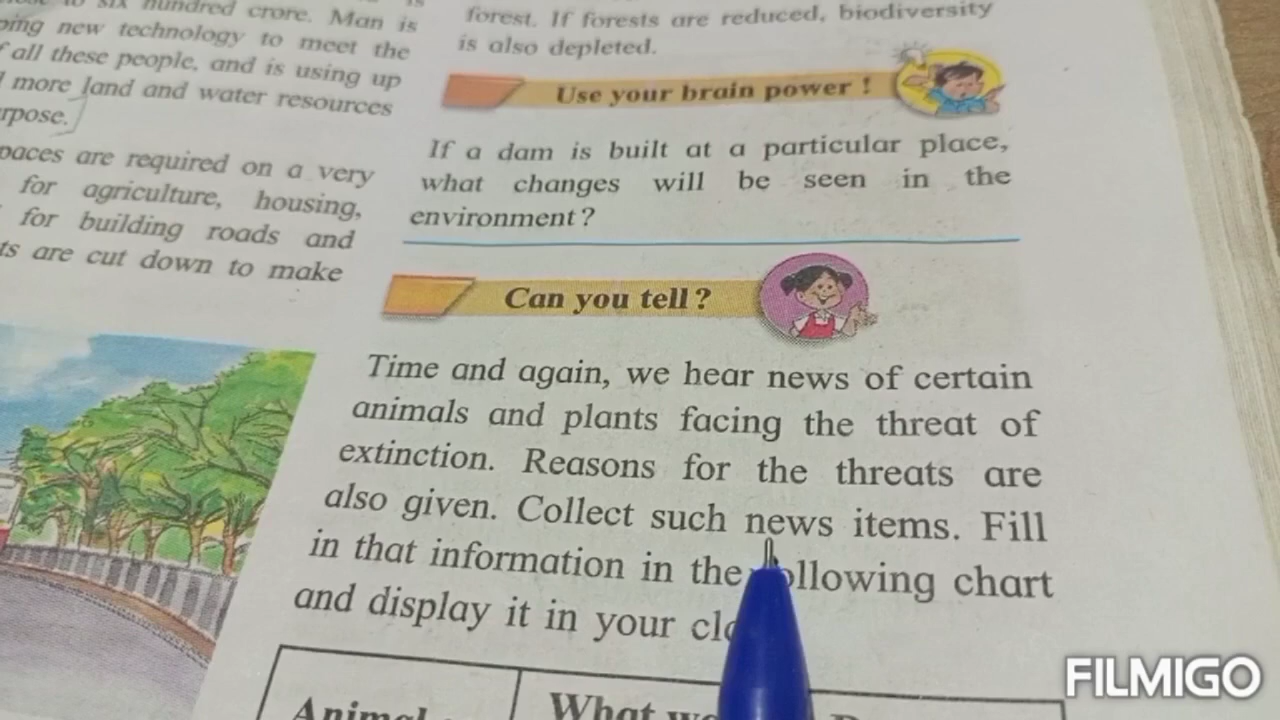 six hundred crore. Man is
new technology to meet the
all these people, and is using up
more land and water resources
are required on a very
for agriculture, housing,
for building roads and
are cut down to make
forest. If forests are reduced, biodiversity
is also depleted.
Use your brain power !
If a dam is built at a particular place,
what changes will be seen in the
environment?
Can you tell?
Time and again, we hear news of certain
animals and plants facing the threat of
extinction. Reasons for the threats are
also given. Collect such news items. Fill
in that information in the following chart
and display it in your
Animal
What
FILMIGO